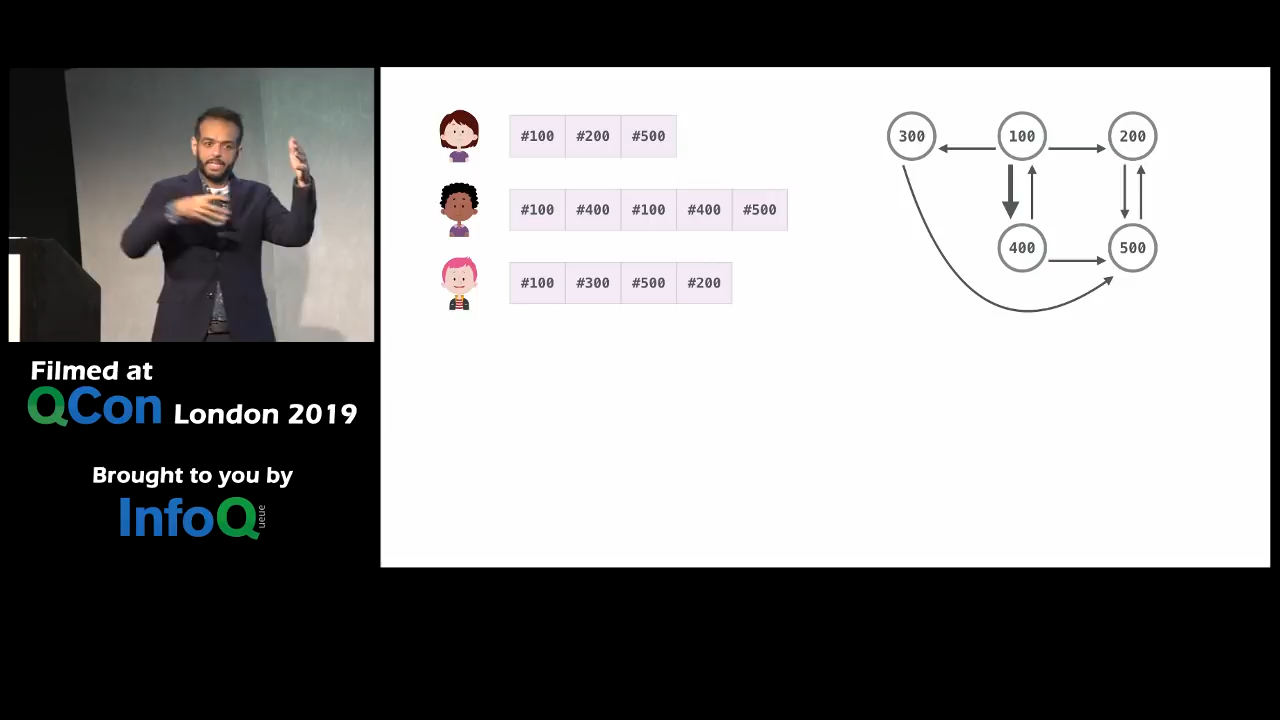 #100 #200 #500
#100 #400 #100 #400 #500
#100 #300 #500 #200
300 100 200
400 500
Filmed at
QCon London 2019
Brought to you by
InfoQ
ueue